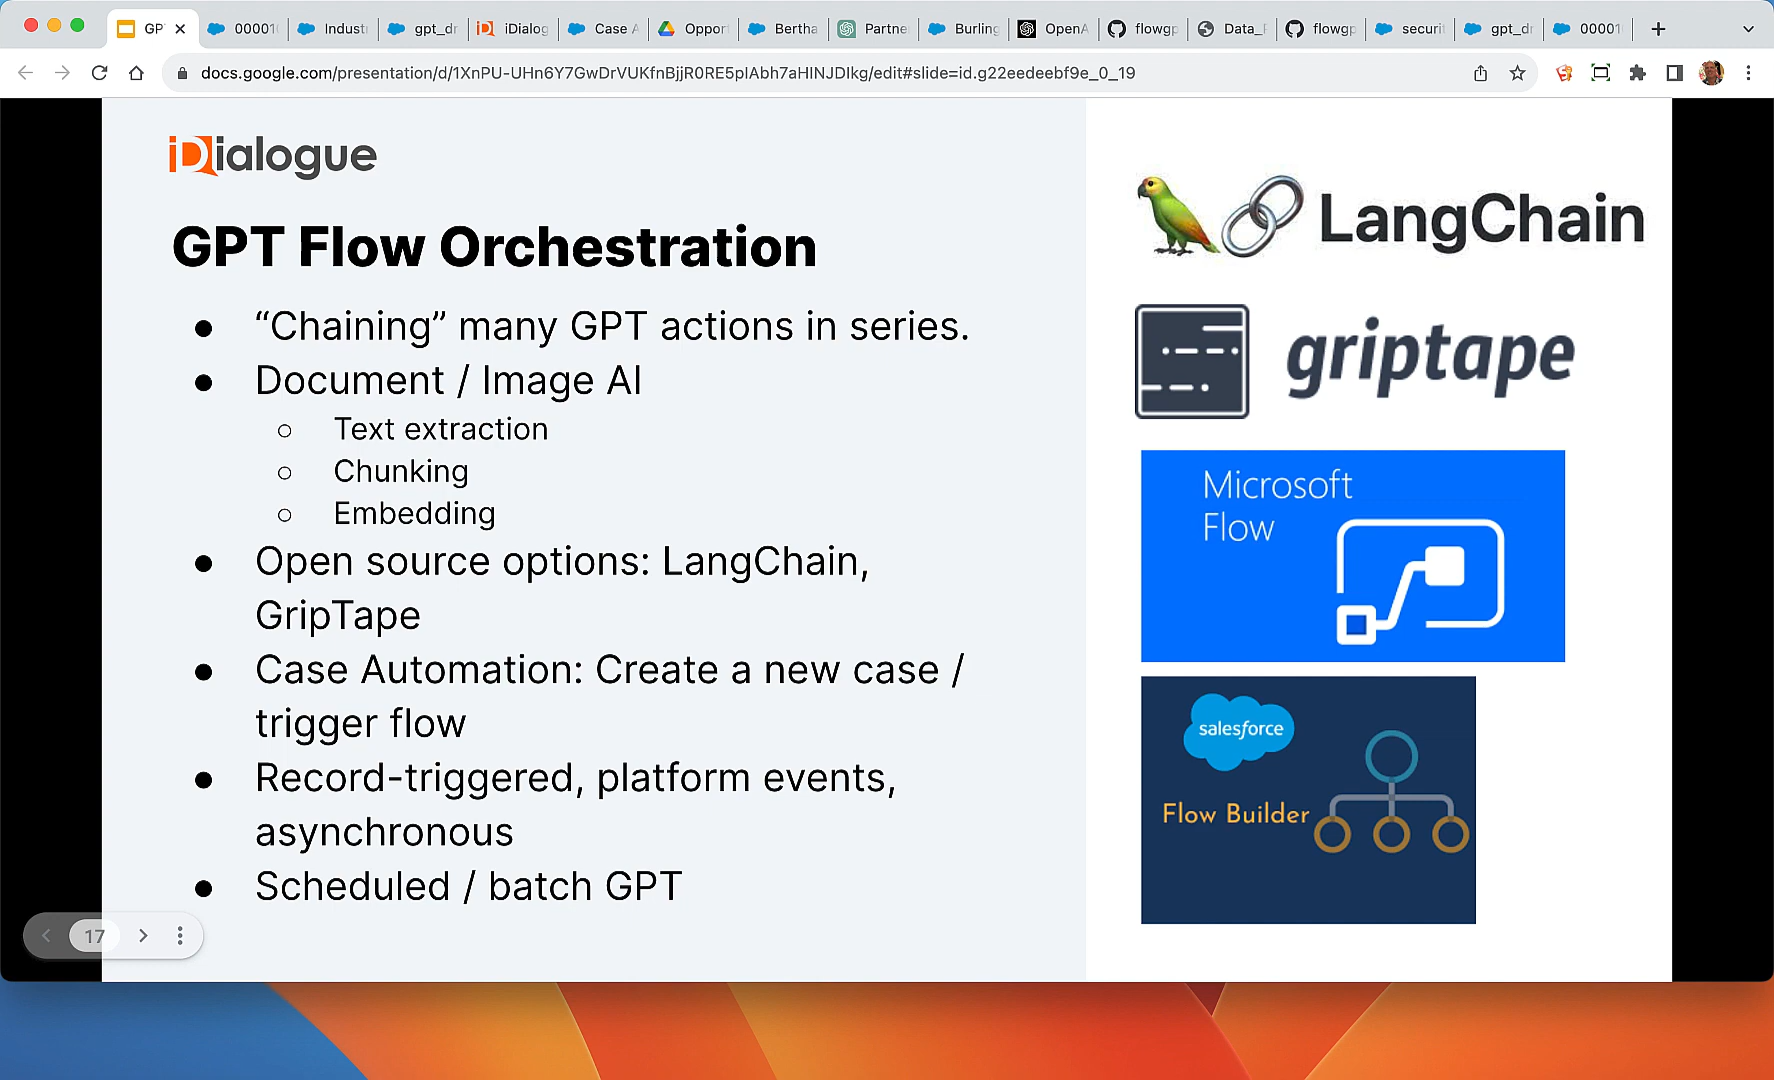 GP
00001
Indust
gpt_dr
iDialog
Case A
Oppor
Bertha
Partne
Burling
OpenA
flowgp
Data_F
flowgp
securit
gpt_dr
00001
docs.google.com/presentation/d/1XnPU-UHn6Y7GwDrVUKfnBjjR0RE5pIAbh7aHINJDIkg/edit#slide=id.g22eedeebf9e_0_19
iDialogue
GPT Flow Orchestration
● “Chaining” many GPT actions in series.
● Document / Image AI
○ Text extraction
○ Chunking
○ Embedding
● Open source options: LangChain,
GripTape
● Case Automation: Create a new case /
trigger flow
● Record-triggered, platform events,
asynchronous
● Scheduled / batch GPT
LangChain
griptape
Microsoft
Flow
salesforce
Flow Builder
17